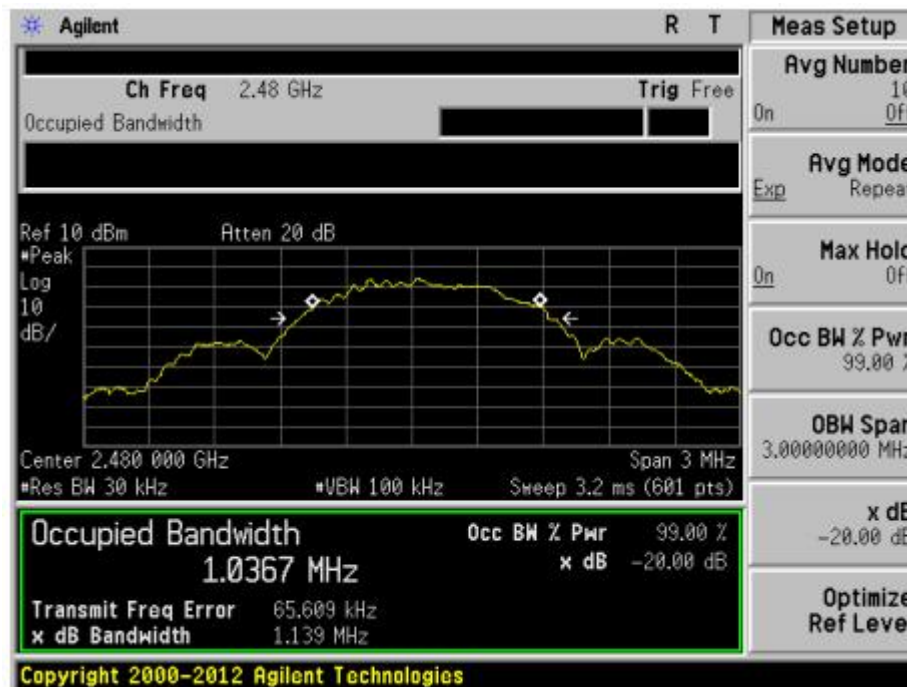 Agilent R T Meas Setup
Ch Freq 2.48 GHz Trig Free
Occupied Bandwidth
Avg Number
10
On Of
Avg Mode
Exp Repea
Max Hold
On Of
Occ BW % Pwr
99.00 %
OBW Span
3.00000000 MHz
x dB
-20.00 dB
Optimize
Ref Leve
Ref 10 dBm Atten 20 dB
#Peak
Log
10
dB/
Center 2.480 000 GHz Span 3 MHz
#Res BW 30 kHz #VBW 100 kHz Sweep 3.2 ms (601 pts)
Occupied Bandwidth Occ BW % Pwr 99.00 %
1.0367 MHz x dB -20.00 dB
Transmit Freq Error 65.609 kHz
x dB Bandwidth 1.139 MHz
Copyright 2000-2012 Agilent Technologies